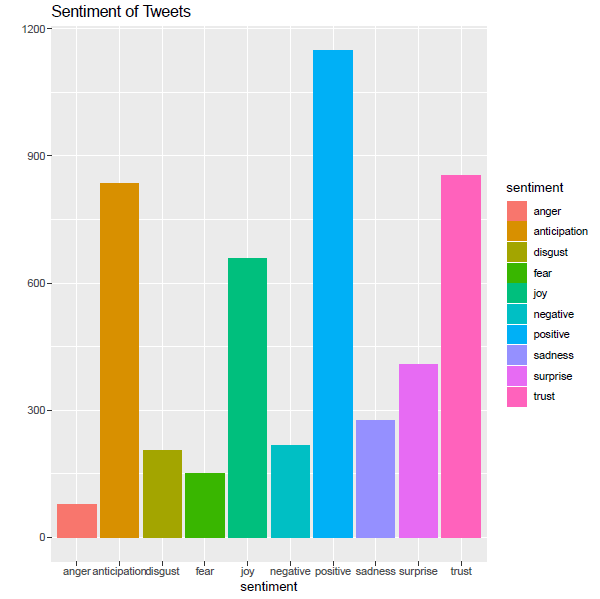 Sentiment of Tweets
1200
900
600
300
0
anger anticipation disgust fear joy negative positive sadness surprise trust
sentiment
sentiment
anger
anticipation
disgust
fear
joy
negative
positive
sadness
surprise
trust